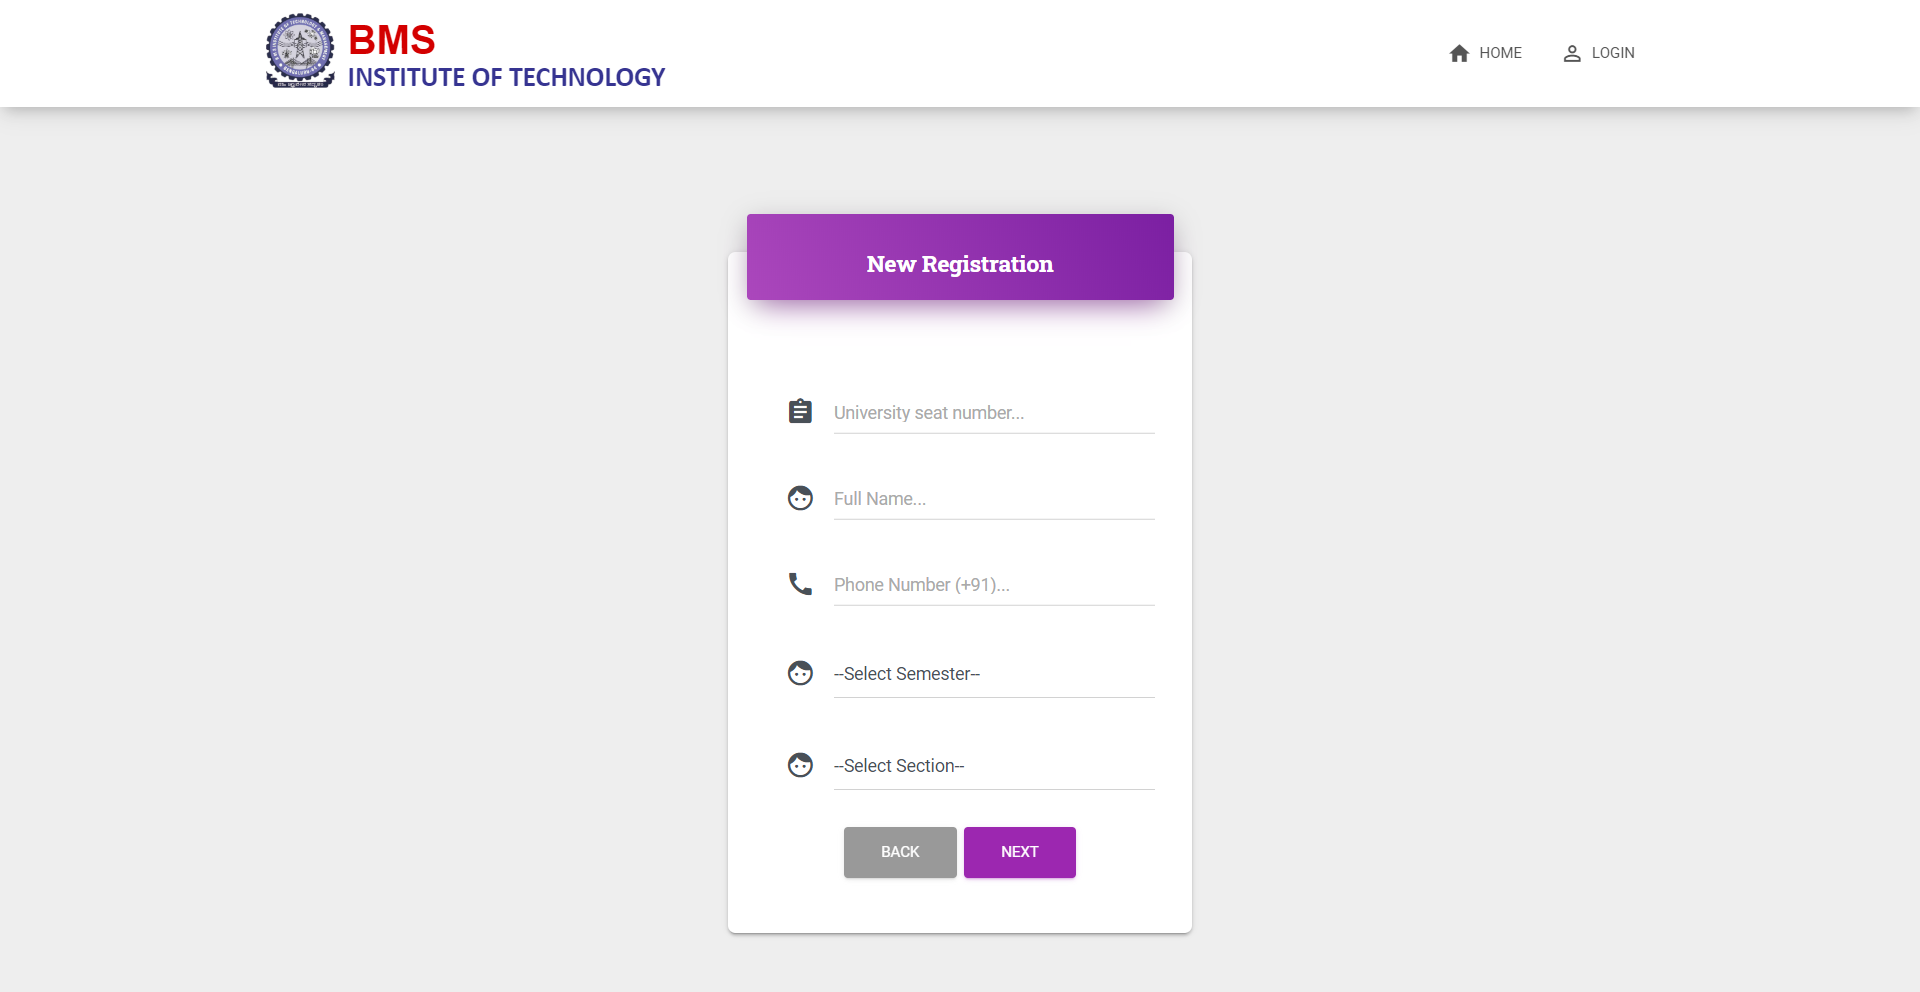 BMS
INSTITUTE OF TECHNOLOGY
HOME
LOGIN
New Registration
University seat number...
Full Name...
Phone Number (+91)...
--Select Semester--
--Select Section--
BACK
NEXT